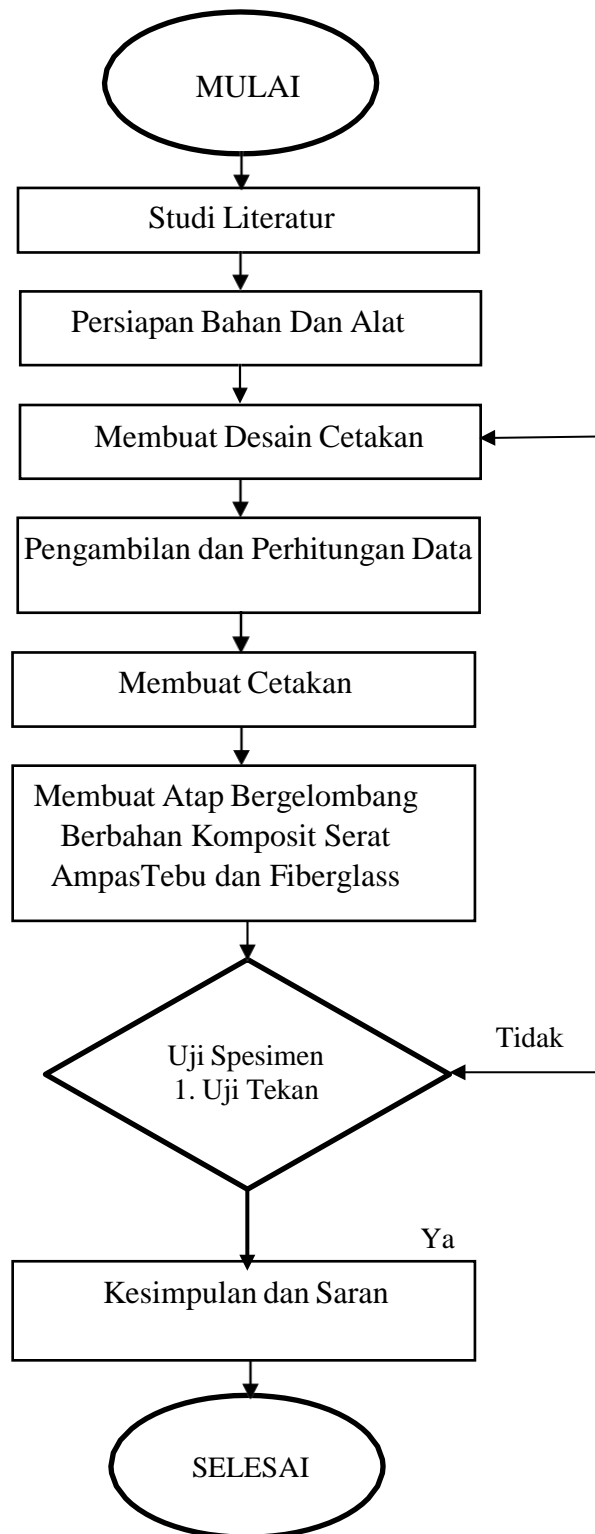 MULAI
Studi Literatur
Persiapan Bahan Dan Alat
Membuat Desain Cetakan
Pengambilan dan Perhitungan Data
Membuat Cetakan
Membuat Atap Bergelombang
Berbahan Komposit Serat
AmpasTebu dan Fiberglass
Uji Spesimen
1. Uji Tekan
Tidak
Ya
Kesimpulan dan Saran
SELESAI